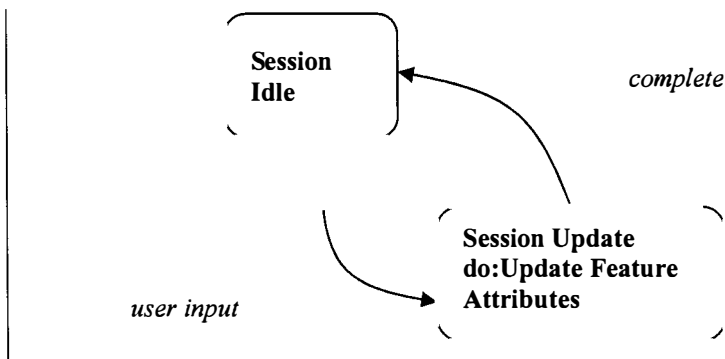 Session
Idle
complete
Session Update
do:Update Feature
Attributes
user input